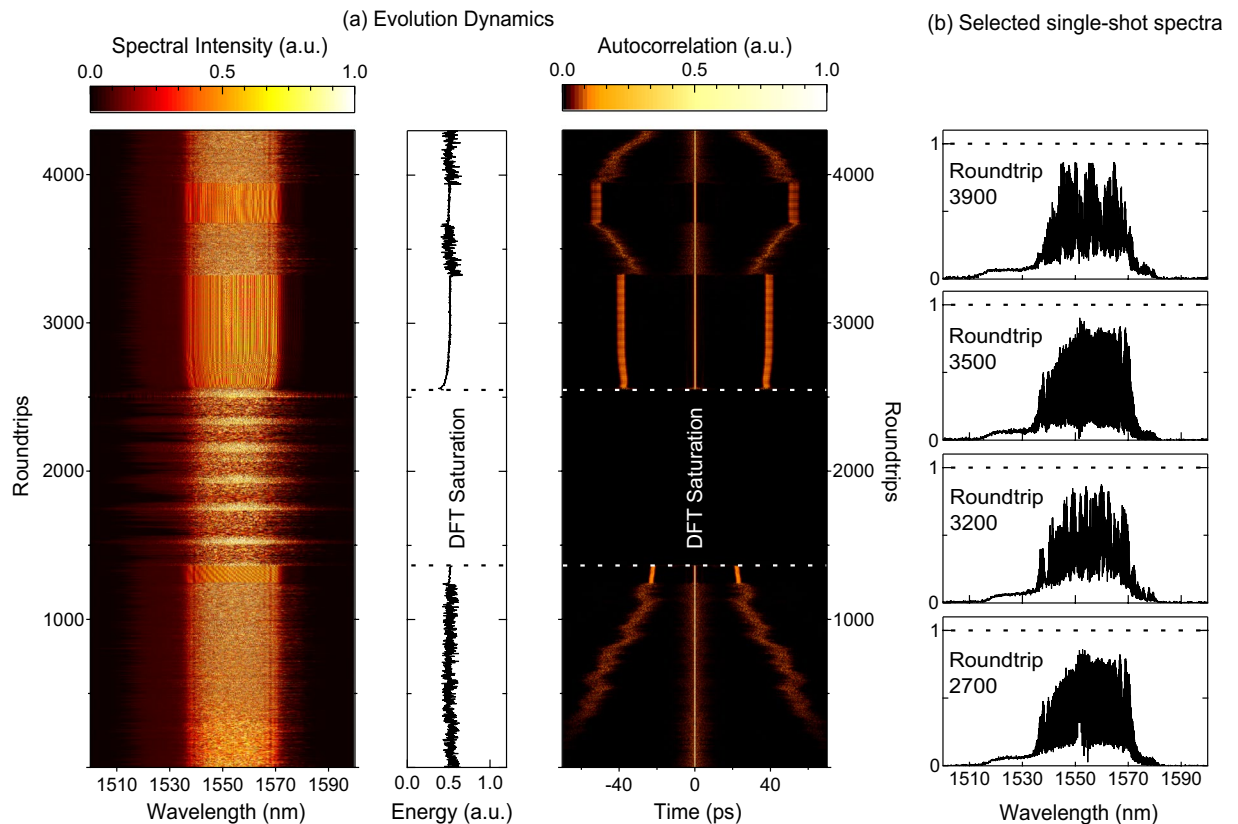 (a) Evolution Dynamics
(b) Selected single-shot spectra
Spectral Intensity (a.u.)
Autocorrelation (a.u.)
0.0 0.5 1.0
0.0 0.5 1.0
4000
3000
2000
1000
Roundtrips
1510 1530 1550 1570 1590
Wavelength (nm)
DFT Saturation
0.0 0.5 1.0
Energy (a.u.)
DFT Saturation
-40 0 40
Time (ps)
4000
3000
2000
1000
Roundtrips
1
Roundtrip
3900
0
1
Roundtrip
3500
0
1
Roundtrip
3200
0
1
Roundtrip
2700
0
1510 1530 1550 1570 1590
Wavelength (nm)